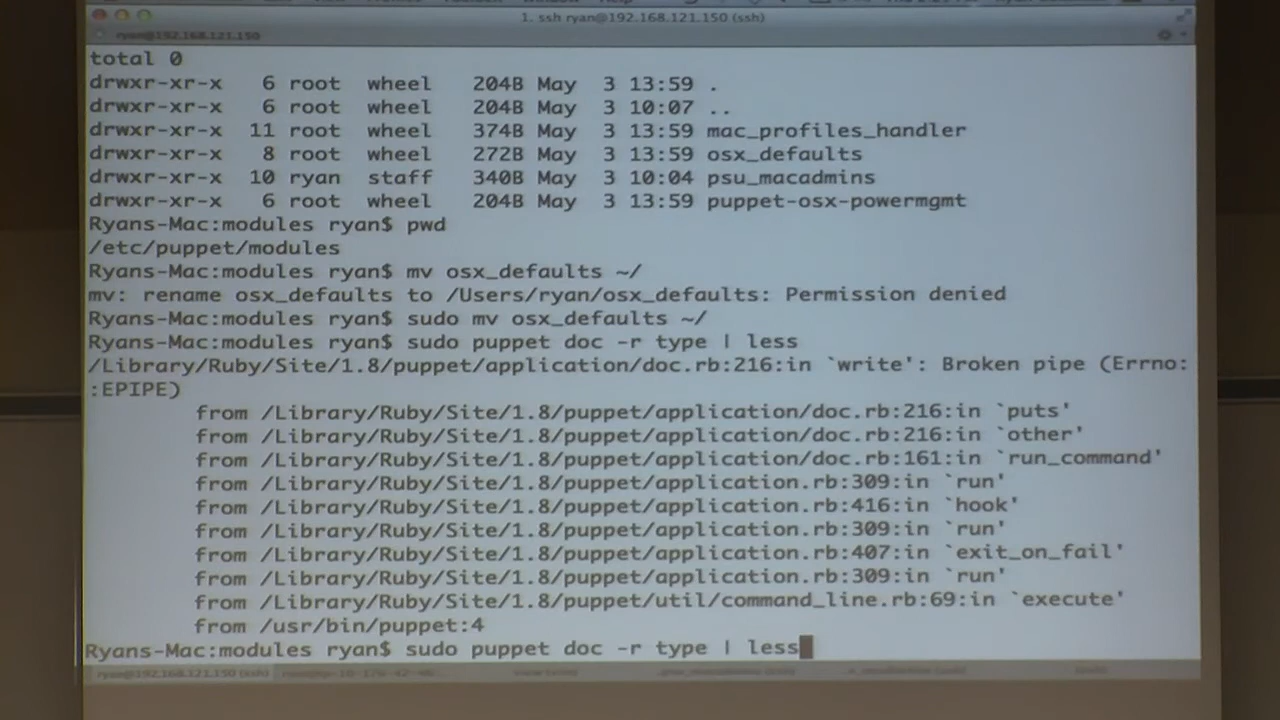 1. ssh ryan@192.168.121.150 (ssh)
ryan@192.168.121.150
total 0
drwxr-xr-x 6 root wheel 204B May 3 13:59 .
drwxr-xr-x 6 root wheel 204B May 3 10:07 ..
drwxr-xr-x 11 root wheel 374B May 3 13:59 mac_profiles_handler
drwxr-xr-x 8 root wheel 272B May 3 13:59 osx_defaults
drwxr-xr-x 10 ryan staff 340B May 3 10:04 psu_macadmins
drwxr-xr-x 6 root wheel 204B May 3 13:59 puppet-osx-powermgmt
Ryans-Mac:modules ryan$ pwd
/etc/puppet/modules
Ryans-Mac:modules ryan$ mv osx_defaults ~/
mv: rename osx_defaults to /Users/ryan/osx_defaults: Permission denied
Ryans-Mac:modules ryan$ sudo mv osx_defaults ~/
Ryans-Mac:modules ryan$ sudo puppet doc -r type | less
/Library/Ruby/Site/1.8/puppet/application/doc.rb:216:in `write': Broken pipe (Errno:
:EPIPE)
from /Library/Ruby/Site/1.8/puppet/application/doc.rb:216:in `puts'
from /Library/Ruby/Site/1.8/puppet/application/doc.rb:216:in `other'
from /Library/Ruby/Site/1.8/puppet/application/doc.rb:161:in `run_command'
from /Library/Ruby/Site/1.8/puppet/application.rb:309:in `run'
from /Library/Ruby/Site/1.8/puppet/application.rb:416:in `hook'
from /Library/Ruby/Site/1.8/puppet/application.rb:309:in `run'
from /Library/Ruby/Site/1.8/puppet/application.rb:407:in `exit_on_fail'
from /Library/Ruby/Site/1.8/puppet/application.rb:309:in `run'
from /Library/Ruby/Site/1.8/puppet/util/command_line.rb:69:in `execute'
from /usr/bin/puppet:4
Ryans-Mac:modules ryan$ sudo puppet doc -r type | less
ryan@192.168.121.150 (ssh)